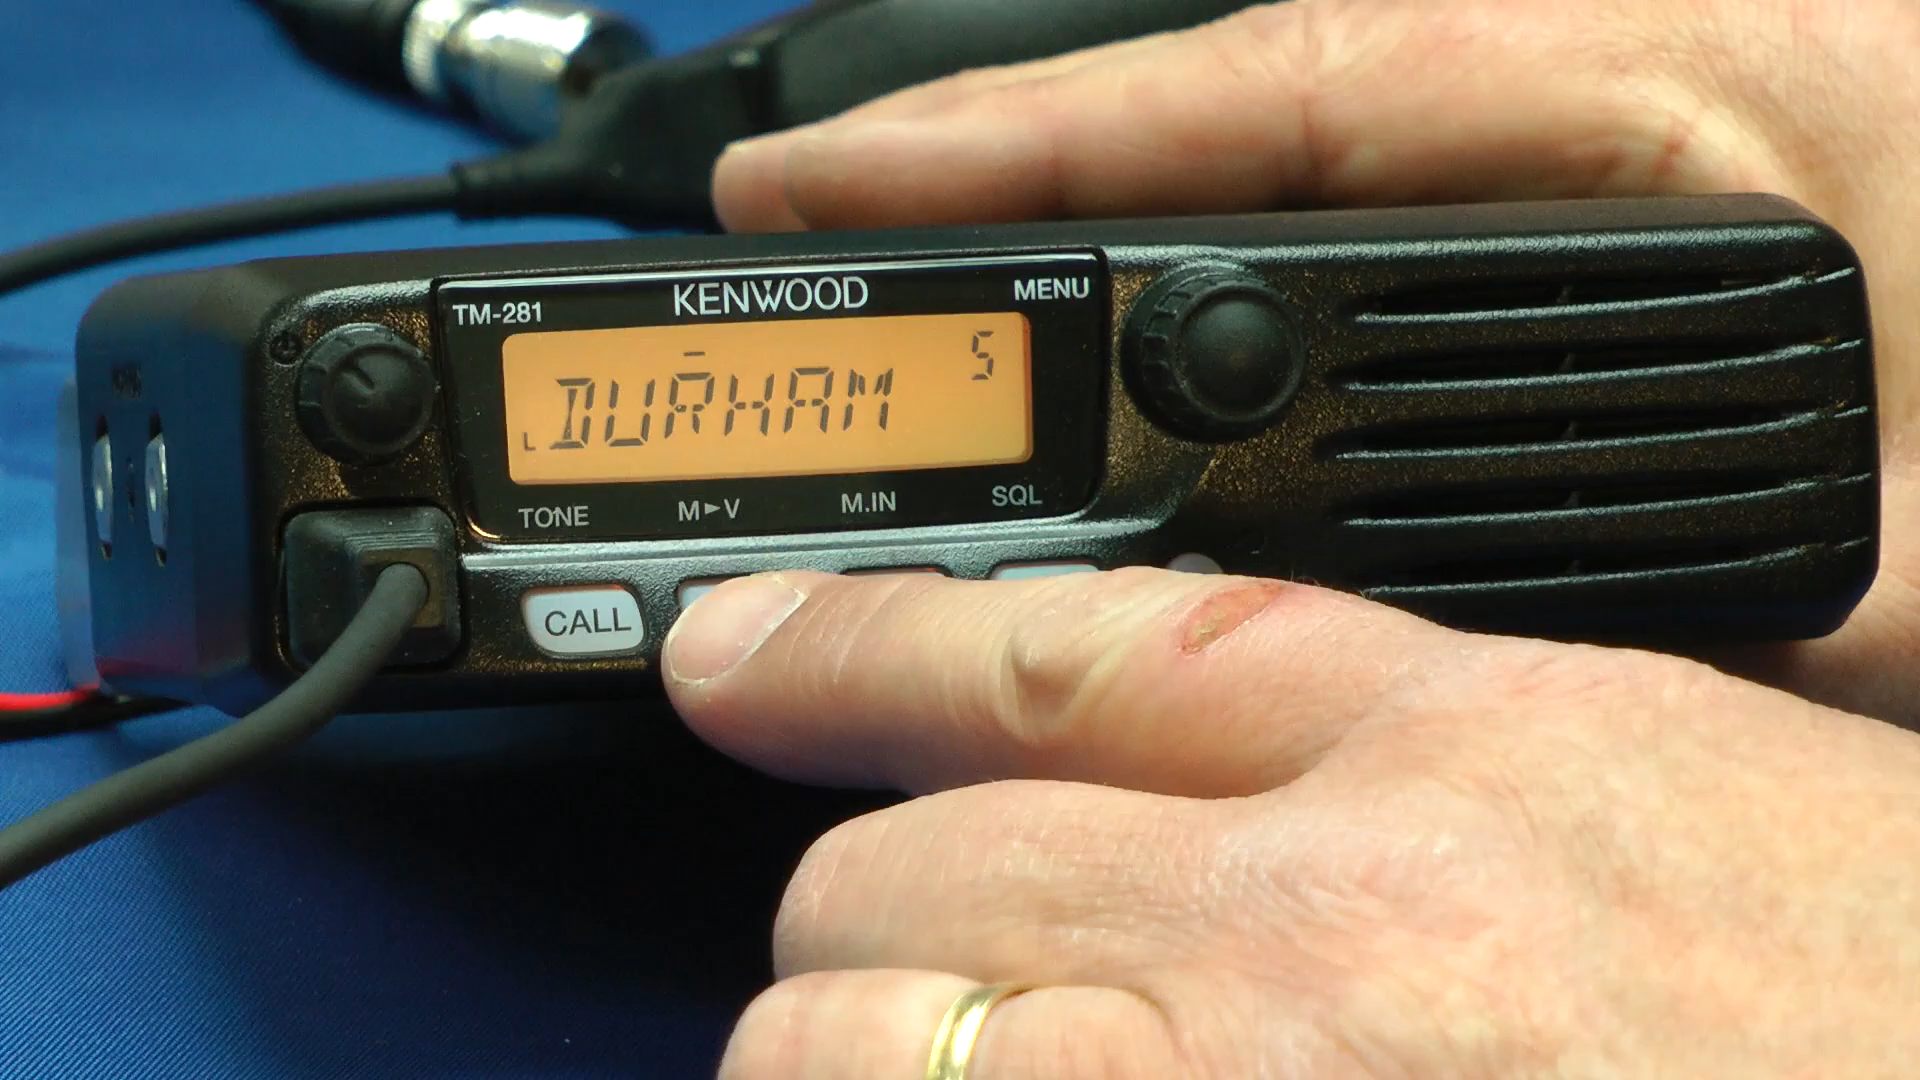 KENWOOD
TM-281
MENU
5
L DURHAM
TONE
M►V
M.IN
SQL
CALL